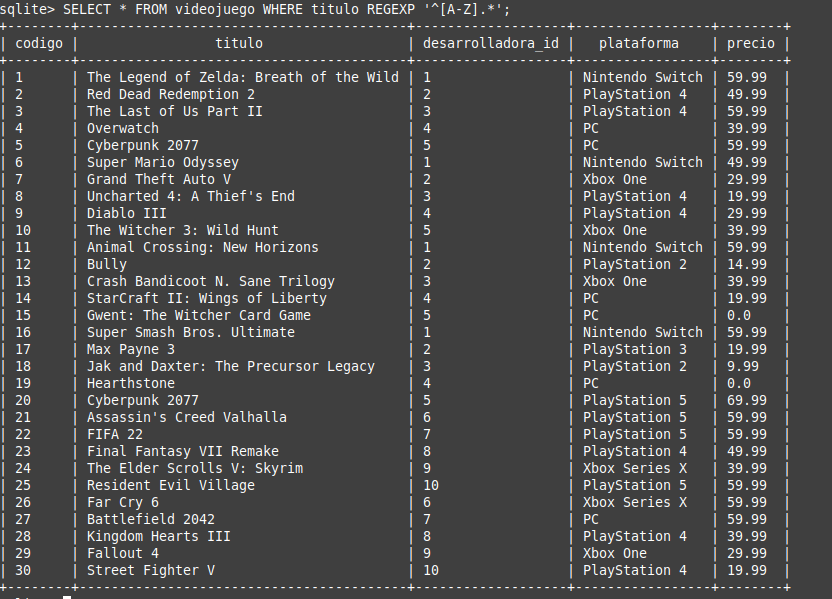 sqlite> SELECT * FROM videojuego WHERE titulo REGEXP '^[A-Z].*';
+--------+----------------------------------------+------------------+-----------------+--------+
| codigo | titulo | desarrolladora_id | plataforma | precio |
+--------+----------------------------------------+------------------+-----------------+--------+
| 1 | The Legend of Zelda: Breath of the Wild | 1 | Nintendo Switch | 59.99 |
| 2 | Red Dead Redemption 2 | 2 | PlayStation 4 | 49.99 |
| 3 | The Last of Us Part II | 3 | PlayStation 4 | 59.99 |
| 4 | Overwatch | 4 | PC | 39.99 |
| 5 | Cyberpunk 2077 | 5 | PC | 59.99 |
| 6 | Super Mario Odyssey | 1 | Nintendo Switch | 49.99 |
| 7 | Grand Theft Auto V | 2 | Xbox One | 29.99 |
| 8 | Uncharted 4: A Thief's End | 3 | PlayStation 4 | 19.99 |
| 9 | Diablo III | 4 | PlayStation 4 | 29.99 |
| 10 | The Witcher 3: Wild Hunt | 5 | Xbox One | 39.99 |
| 11 | Animal Crossing: New Horizons | 1 | Nintendo Switch | 59.99 |
| 12 | Bully | 2 | PlayStation 2 | 14.99 |
| 13 | Crash Bandicoot N. Sane Trilogy | 3 | Xbox One | 39.99 |
| 14 | StarCraft II: Wings of Liberty | 4 | PC | 19.99 |
| 15 | Gwent: The Witcher Card Game | 5 | PC | 0.0 |
| 16 | Super Smash Bros. Ultimate | 1 | Nintendo Switch | 59.99 |
| 17 | Max Payne 3 | 2 | PlayStation 3 | 19.99 |
| 18 | Jak and Daxter: The Precursor Legacy | 3 | PlayStation 2 | 9.99 |
| 19 | Hearthstone | 4 | PC | 0.0 |
| 20 | Cyberpunk 2077 | 5 | PlayStation 5 | 69.99 |
| 21 | Assassin's Creed Valhalla | 6 | PlayStation 5 | 59.99 |
| 22 | FIFA 22 | 7 | PlayStation 5 | 59.99 |
| 23 | Final Fantasy VII Remake | 8 | PlayStation 4 | 49.99 |
| 24 | The Elder Scrolls V: Skyrim | 9 | Xbox Series X | 39.99 |
| 25 | Resident Evil Village | 10 | PlayStation 5 | 59.99 |
| 26 | Far Cry 6 | 6 | Xbox Series X | 59.99 |
| 27 | Battlefield 2042 | 7 | PC | 59.99 |
| 28 | Kingdom Hearts III | 8 | PlayStation 4 | 39.99 |
| 29 | Fallout 4 | 9 | Xbox One | 29.99 |
| 30 | Street Fighter V | 10 | PlayStation 4 | 19.99 |
+--------+----------------------------------------+------------------+-----------------+--------+